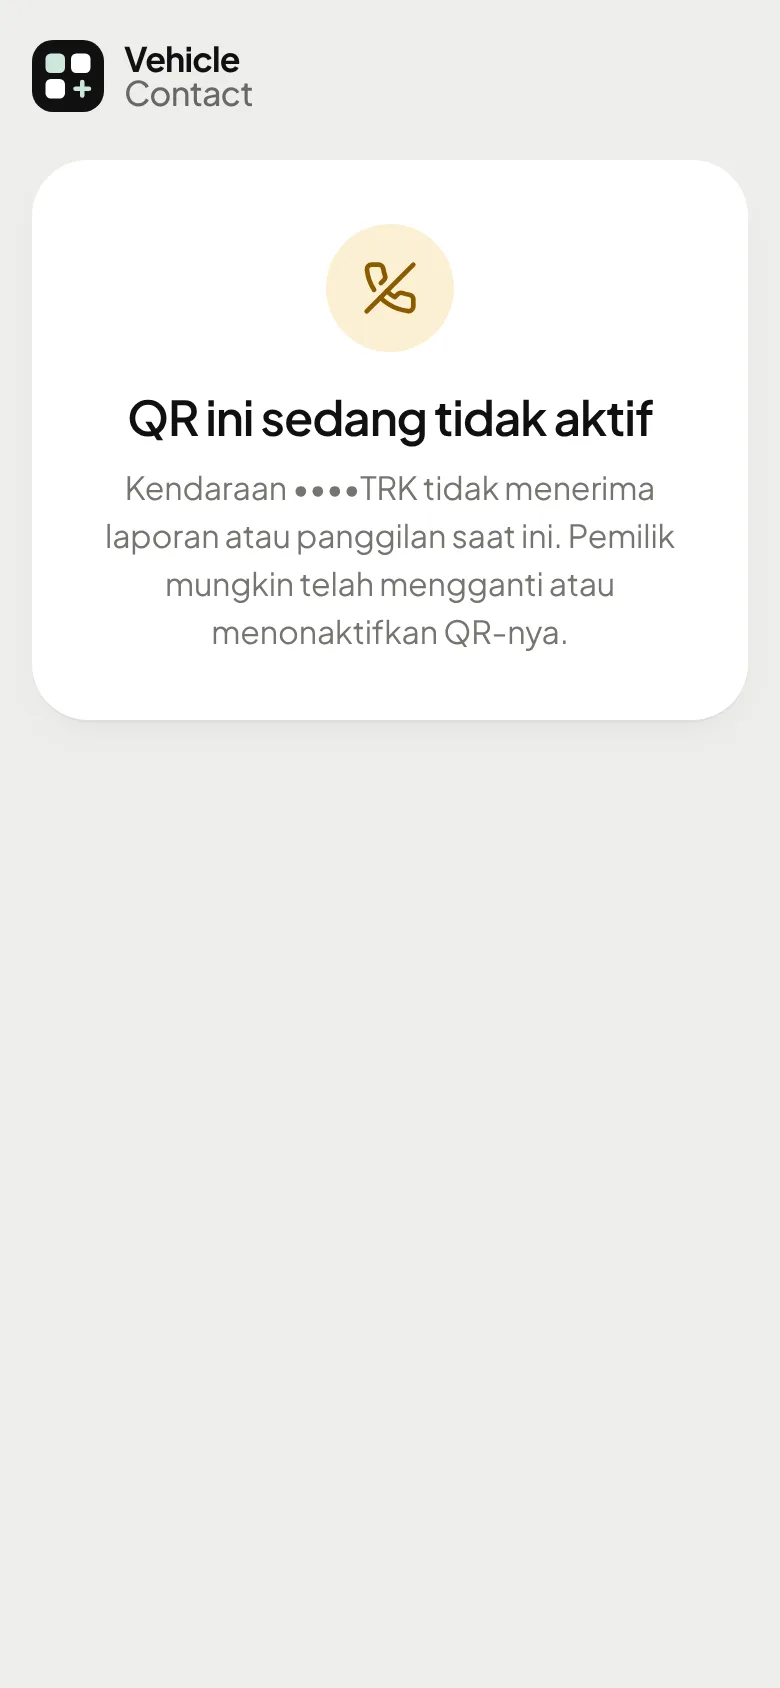 Vehicle
Contact
QR ini sedang tidak aktif
Kendaraan ••••TRK tidak menerima
laporan atau panggilan saat ini. Pemilik
mungkin telah mengganti atau
menonaktifkan QR-nya.